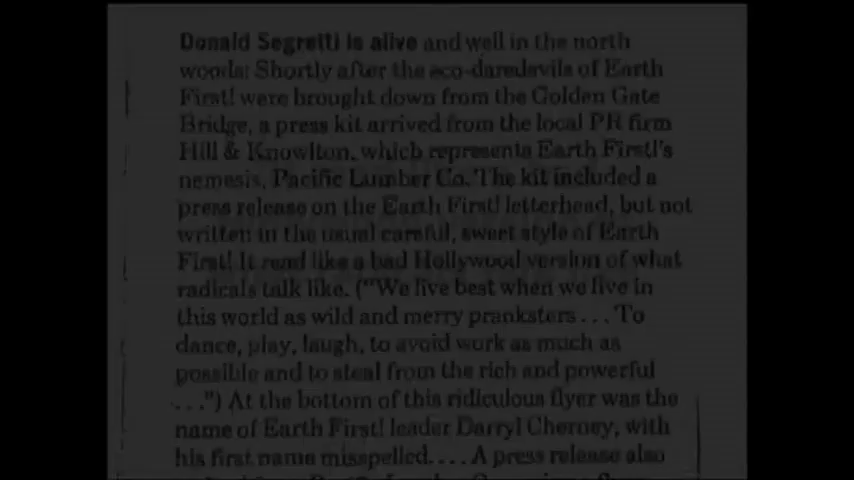 Donald Segretti is alive and well in the north
woods: Shortly after the eco-daredevils of Earth
First! were brought down from the Golden Gate
Bridge, a press kit arrived from the local PR firm
Hill & Knowlton, which represents Earth First!'s
nemesis, Pacific Lumber Co. The kit included a
press release on the Earth First! letterhead, but not
written in the usual careful, sweet style of Earth
First! It read like a bad Hollywood version of what
radicals talk like. ("We live best when we live in
this world as wild and merry pranksters . . . To
dance, play, laugh, to avoid work as much as
possible and to steal from the rich and powerful
. . .") At the bottom of this ridiculous flyer was the
name of Earth First! leader Darryl Cherney, with
his first name misspelled. . . . A press release also